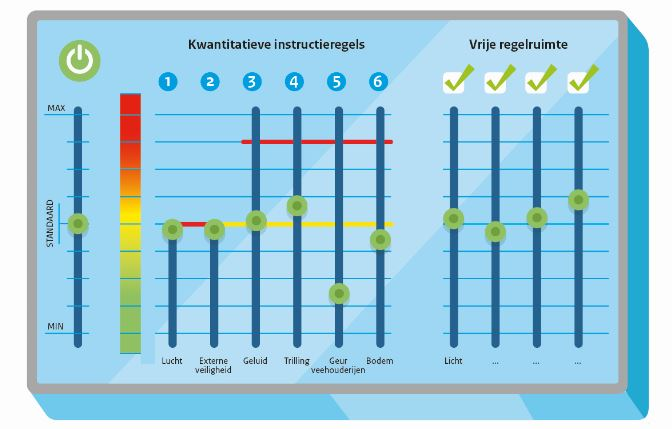 Kwantitatieve instructieregels
Vrije regelruimte
1 2 3 4 5 6
MAX
STANDAARD
MIN
Lucht Externe veiligheid Geluid Trilling Geur veehouderijen Bodem
Licht ... ... ...